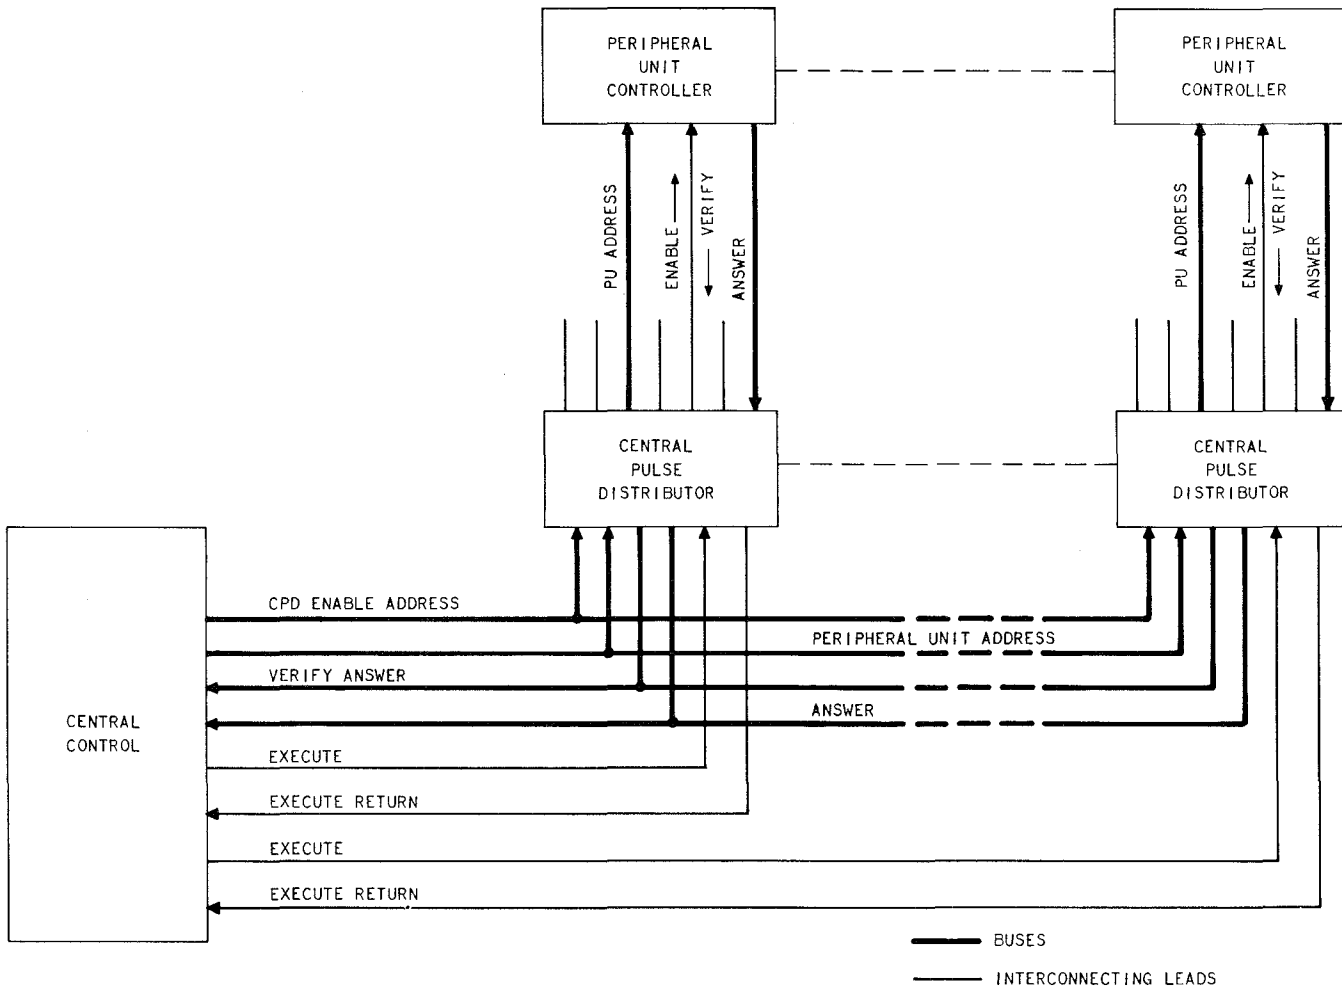 PERIPHERAL
UNIT
CONTROLLER
PERIPHERAL
UNIT
CONTROLLER
PU ADDRESS
ENABLE
VERIFY
ANSWER
PU ADDRESS
ENABLE
VERIFY
ANSWER
CENTRAL
PULSE
DISTRIBUTOR
CENTRAL
PULSE
DISTRIBUTOR
CENTRAL
CONTROL
CPD ENABLE ADDRESS
PERIPHERAL UNIT ADDRESS
VERIFY ANSWER
ANSWER
EXECUTE
EXECUTE RETURN
EXECUTE
EXECUTE RETURN
BUSES
INTERCONNECTING LEADS